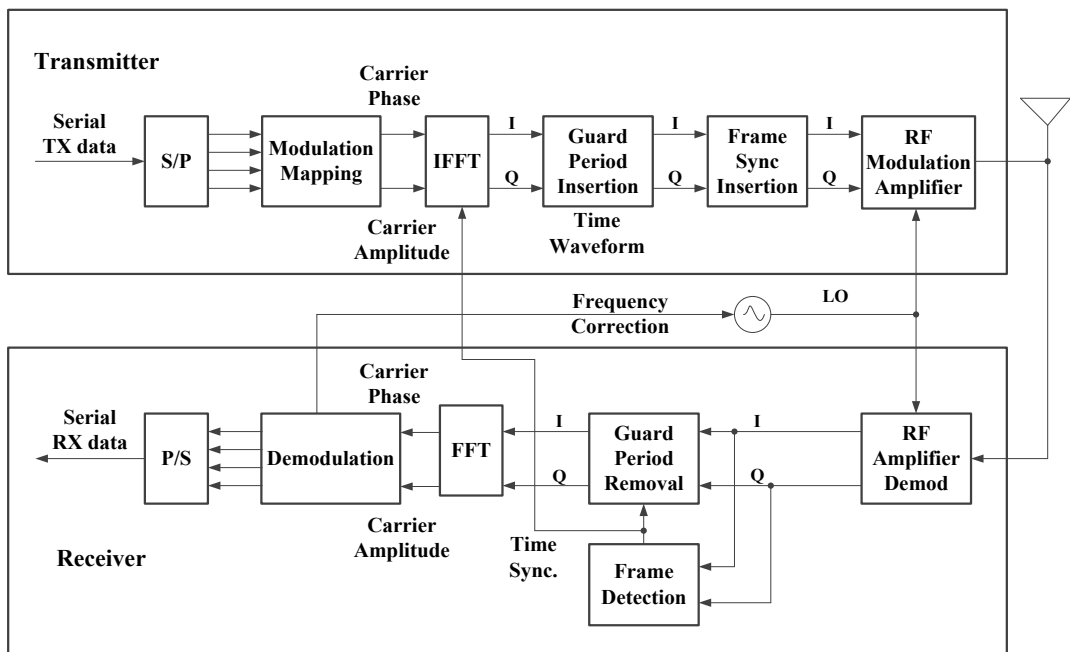 Transmitter
Serial
TX data
S/P
Modulation
Mapping
Carrier
Phase
Carrier
Amplitude
IFFT
I
Q
Guard
Period
Insertion
Time
Waveform
I
Q
Frame
Sync
Insertion
I
Q
RF
Modulation
Amplifier
Frequency
Correction
LO
Serial
RX data
P/S
Demodulation
Carrier
Phase
Carrier
Amplitude
FFT
I
Q
Guard
Period
Removal
I
Q
RF
Amplifier
Demod
Time
Sync.
Frame
Detection
Receiver